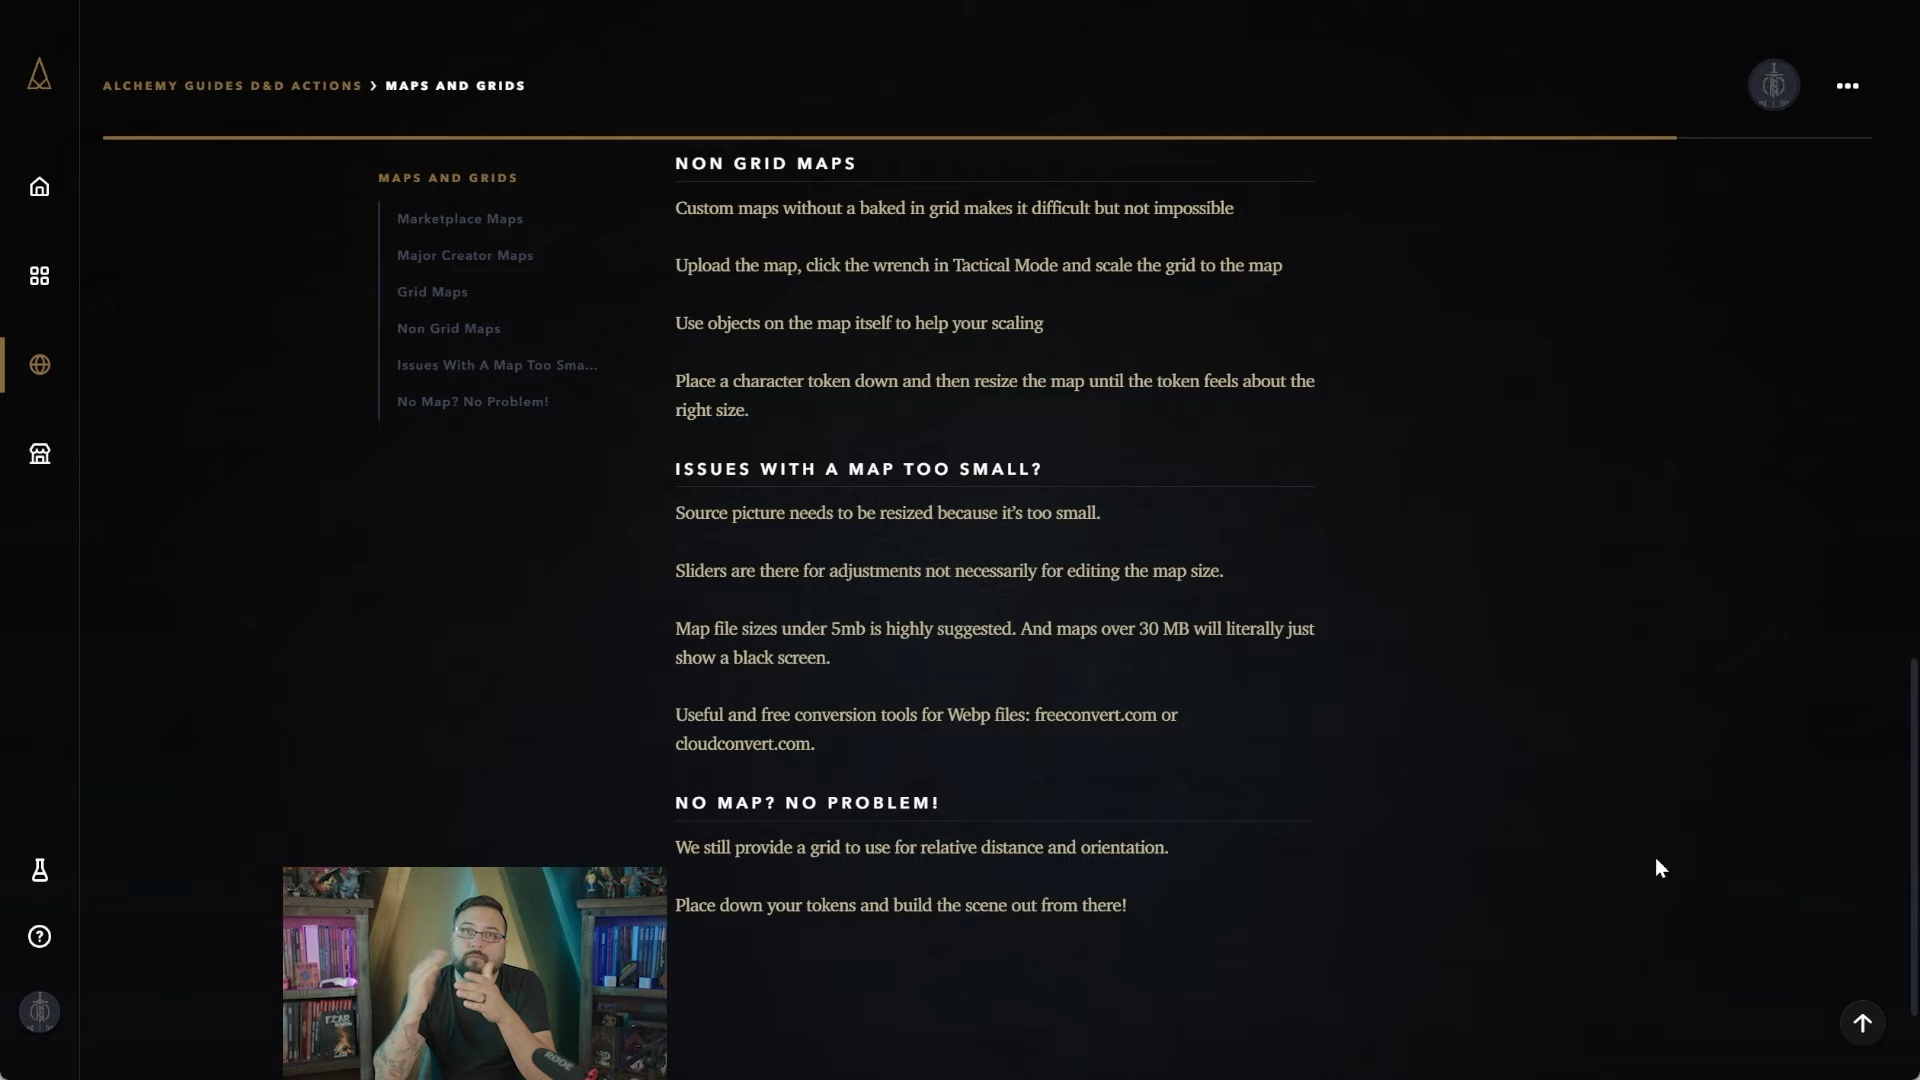 ALCHEMY GUIDES D&D ACTIONS > MAPS AND GRIDS
MAPS AND GRIDS
Marketplace Maps
Major Creator Maps
Grid Maps
Non Grid Maps
Issues With A Map Too Sma...
No Map? No Problem!
NON GRID MAPS
Custom maps without a baked in grid makes it difficult but not impossible
Upload the map, click the wrench in Tactical Mode and scale the grid to the map
Use objects on the map itself to help your scaling
Place a character token down and then resize the map until the token feels about the
right size.
ISSUES WITH A MAP TOO SMALL?
Source picture needs to be resized because it's too small.
Sliders are there for adjustments not necessarily for editing the map size.
Map file sizes under 5mb is highly suggested. And maps over 30 MB will literally just
show a black screen.
Useful and free conversion tools for Webp files: freeconvert.com or
cloudconvert.com.
NO MAP? NO PROBLEM!
We still provide a grid to use for relative distance and orientation.
Place down your tokens and build the scene out from there!
FEAR
RØDE